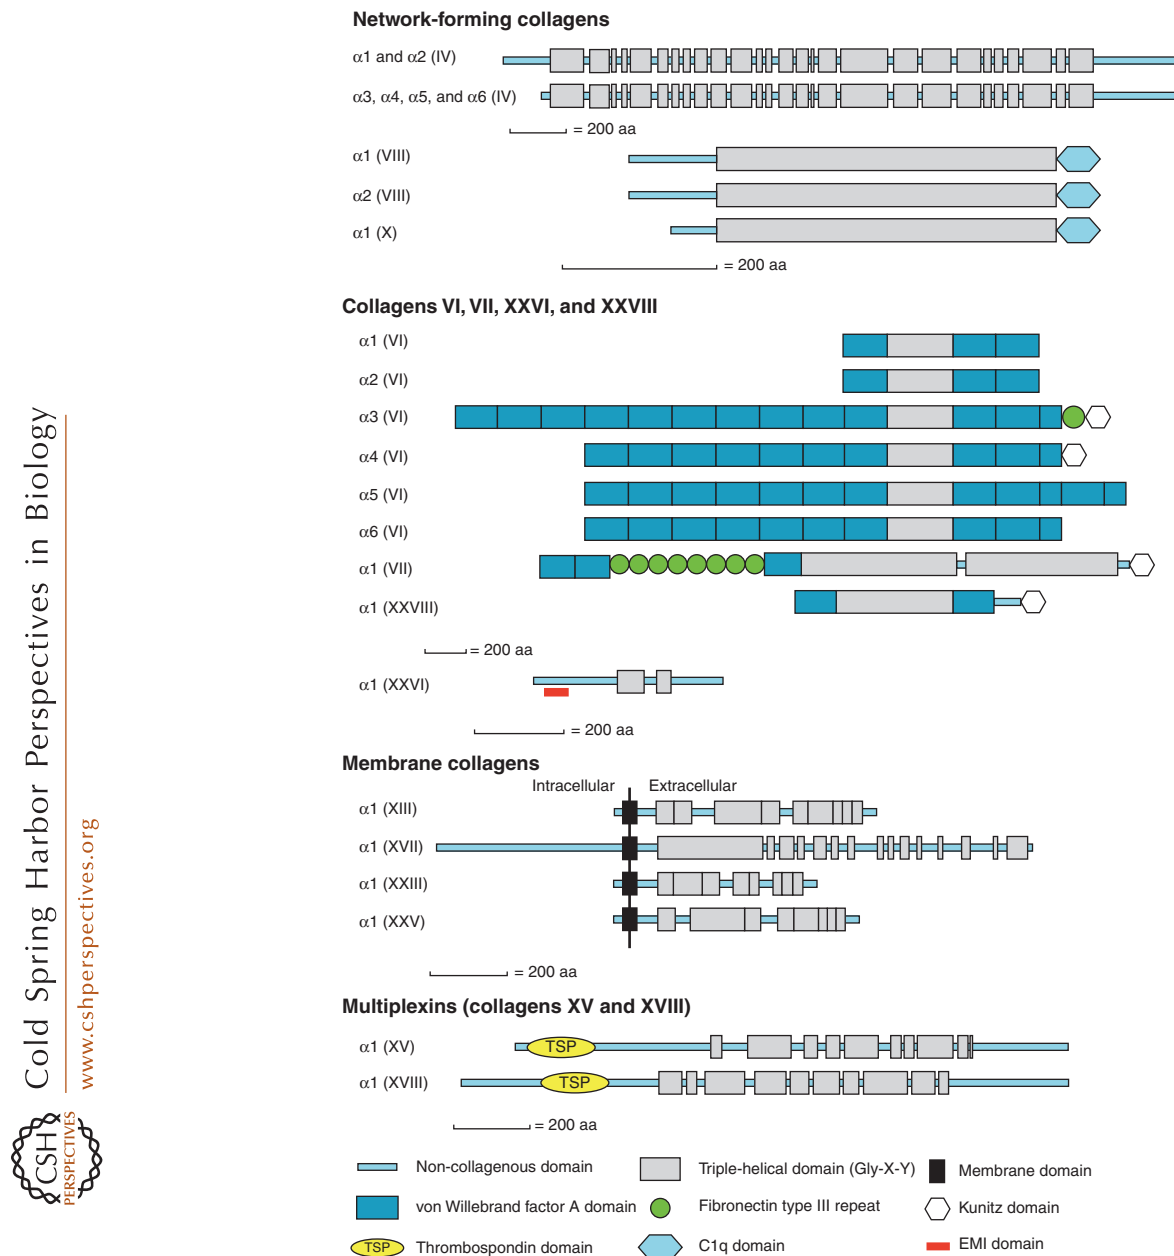 Network-forming collagens
α1 and α2 (IV)
α3, α4, α5, and α6 (IV)
= 200 aa
α1 (VIII)
α2 (VIII)
α1 (X)
= 200 aa
Collagens VI, VII, XXVI, and XXVIII
α1 (VI)
α2 (VI)
α3 (VI)
α4 (VI)
α5 (VI)
α6 (VI)
α1 (VII)
α1 (XXVIII)
= 200 aa
α1 (XXVI)
= 200 aa
Membrane collagens
Intracellular Extracellular
α1 (XIII)
α1 (XVII)
α1 (XXIII)
α1 (XXV)
= 200 aa
Multiplexins (collagens XV and XVIII)
α1 (XV) TSP
α1 (XVIII) TSP
= 200 aa
Non-collagenous domain Triple-helical domain (Gly-X-Y) Membrane domain
von Willebrand factor A domain Fibronectin type III repeat Kunitz domain
TSP Thrombospondin domain C1q domain EMI domain
Cold Spring Harbor Perspectives in Biology
www.cshperspectives.org
CSH
PERSPECTIVES